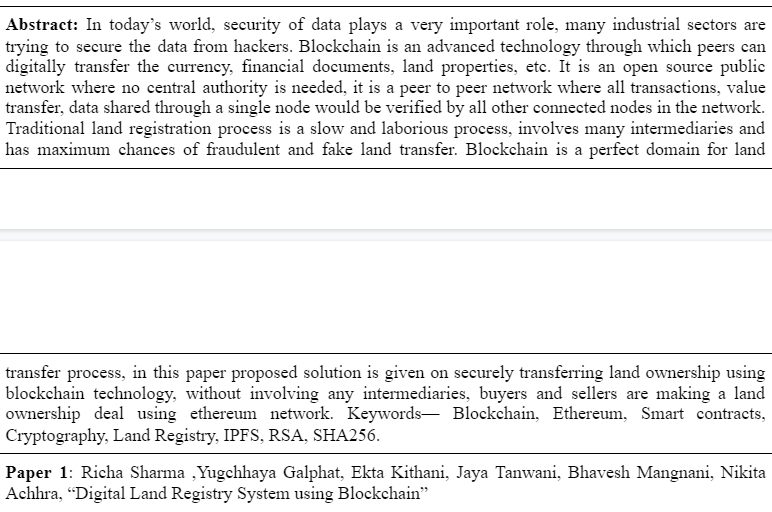 Abstract: In today’s world, security of data plays a very important role, many industrial sectors are
trying to secure the data from hackers. Blockchain is an advanced technology through which peers can
digitally transfer the currency, financial documents, land properties, etc. It is an open source public
network where no central authority is needed, it is a peer to peer network where all transactions, value
transfer, data shared through a single node would be verified by all other connected nodes in the network.
Traditional land registration process is a slow and laborious process, involves many intermediaries and
has maximum chances of fraudulent and fake land transfer. Blockchain is a perfect domain for land
transfer process, in this paper proposed solution is given on securely transferring land ownership using
blockchain technology, without involving any intermediaries, buyers and sellers are making a land
ownership deal using ethereum network. Keywords— Blockchain, Ethereum, Smart contracts,
Cryptography, Land Registry, IPFS, RSA, SHA256.
Paper 1: Richa Sharma ,Yugchhaya Galphat, Ekta Kithani, Jaya Tanwani, Bhavesh Mangnani, Nikita
Achhra, “Digital Land Registry System using Blockchain”